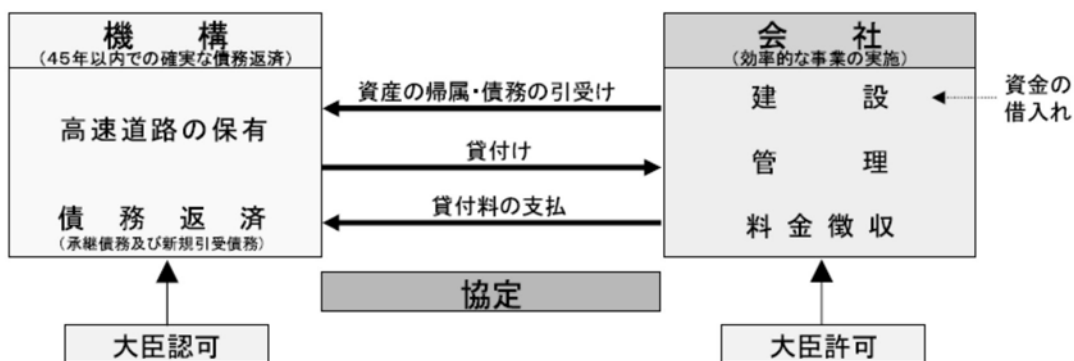 機構
（45年以内での確実な債務返済）
高速道路の保有
債務返済
（承継債務及び新規引受債務）
大臣認可
資産の帰属・債務の引受け
貸付け
貸付料の支払
協定
会社
（効率的な事業の実施）
建設
管理
料金徴収
大臣許可
資金の
借入れ